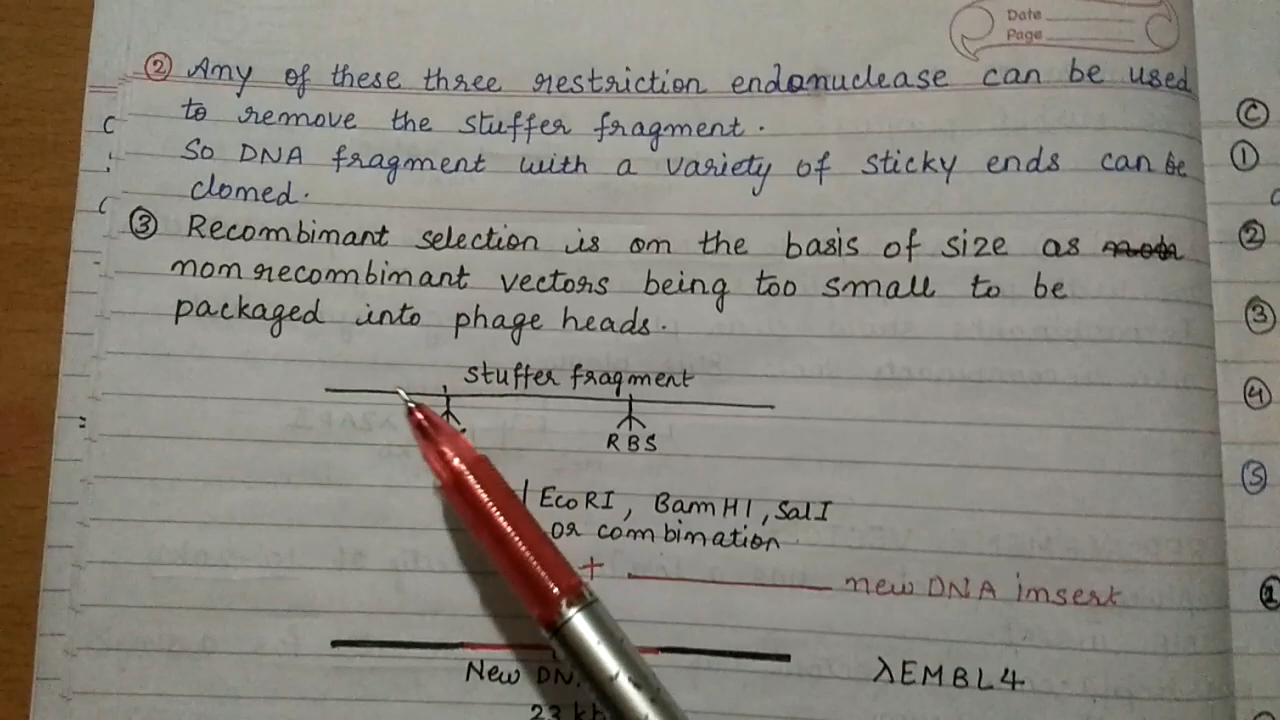 Date
Page
② Any of these three restriction endonuclease can be used
to remove the stuffer fragment.
So DNA fragment with a variety of sticky ends can be
cloned.
③ Recombinant selection is on the basis of size as
non recombinant vectors being too small to be
packaged into phage heads.
stuffer fragment
RBS
EcoRI, BamHI, SalI
or combination
+ new DNA insert
New DN
λEMBL4
23 kb
C
①
②
③
④
⑤